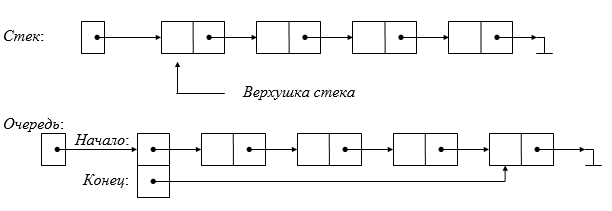 Стек:
Верхушка стека
Очередь:
Начало:
Конец: